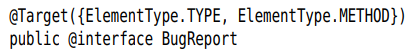 @Target({ElementType.TYPE, ElementType.METHOD})
public @interface BugReport